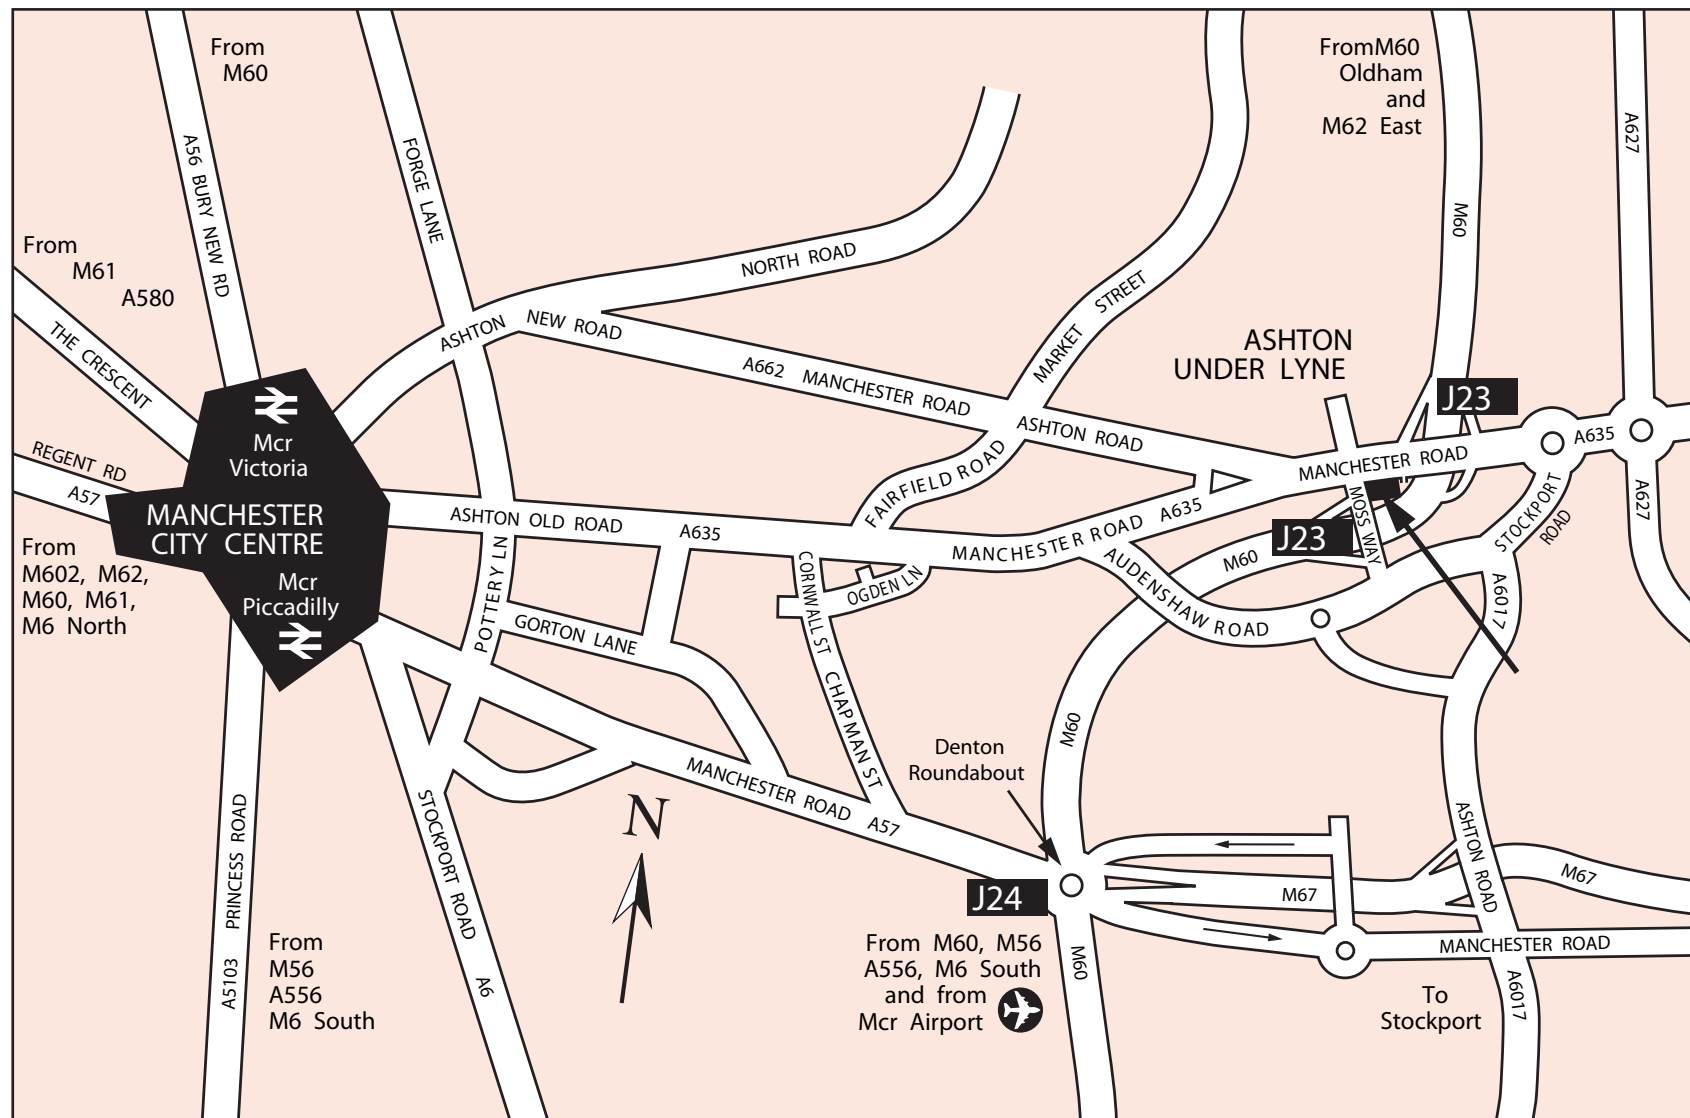 From
M60
FromM60
Oldham
and
M62 East
A56 BURY NEW RD
FORGE LANE
A627
M60
From
M61
A580
NORTH ROAD
MARKET STREET
THE CRESCENT
ASHTON NEW ROAD
A662 MANCHESTER ROAD
ASHTON ROAD
ASHTON
UNDER LYNE
J23
MANCHESTER ROAD
A635
Mcr
Victoria
REGENT RD
A57
MANCHESTER
CITY CENTRE
Mcr
Piccadilly
From
M602, M62,
M60, M61,
M6 North
ASHTON OLD ROAD
A635
FAIRFIELD ROAD
MANCHESTER ROAD A635
MOSS WAY
J23
M60
STOCKPORT
ROAD
A627
POTTERY LN
CORNWALL ST
OGDEN LN
AUDENSHAW ROAD
A6017
GORTON LANE
CHAPMAN ST
M60
Denton
Roundabout
MANCHESTER ROAD A57
PRINCESS ROAD
A5103
STOCKPORT ROAD
A6
N
J24
M67
ASHTON ROAD
M67
From
M56
A556
M6 South
From M60, M56
A556, M6 South
and from
Mcr Airport
M60
MANCHESTER ROAD
To
Stockport
A6017